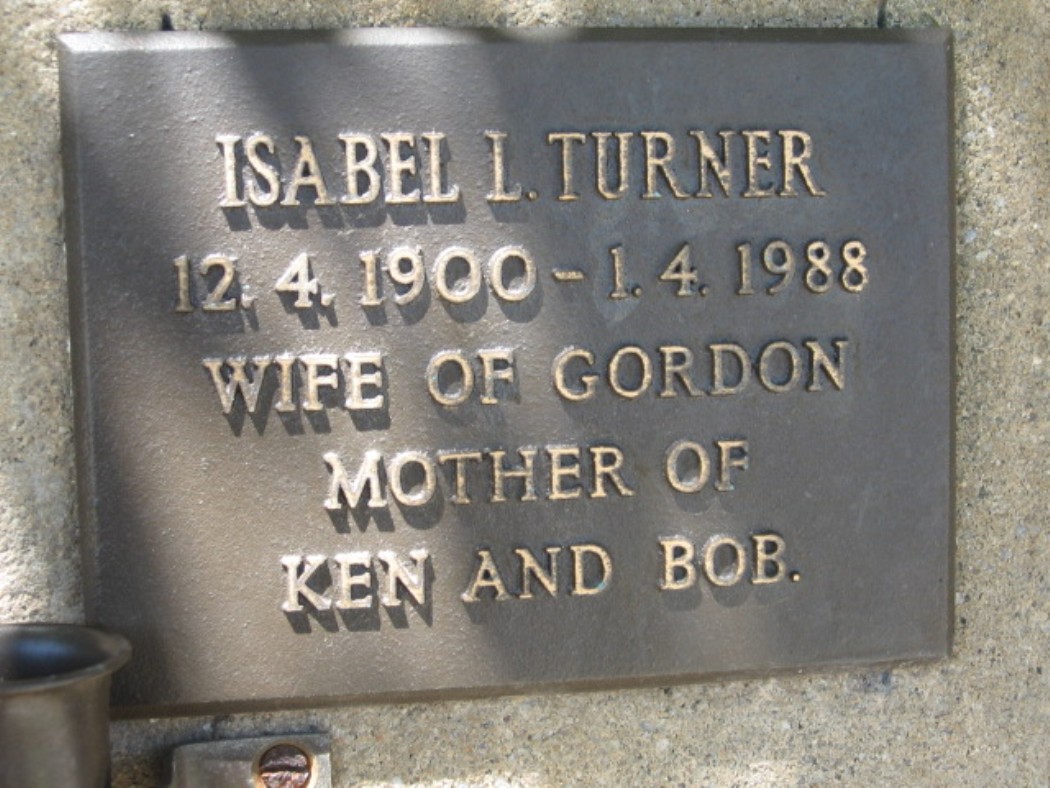 ISABEL L. TURNER
12. 4. 1900 - 1. 4. 1988
WIFE OF GORDON
MOTHER OF
KEN AND BOB.